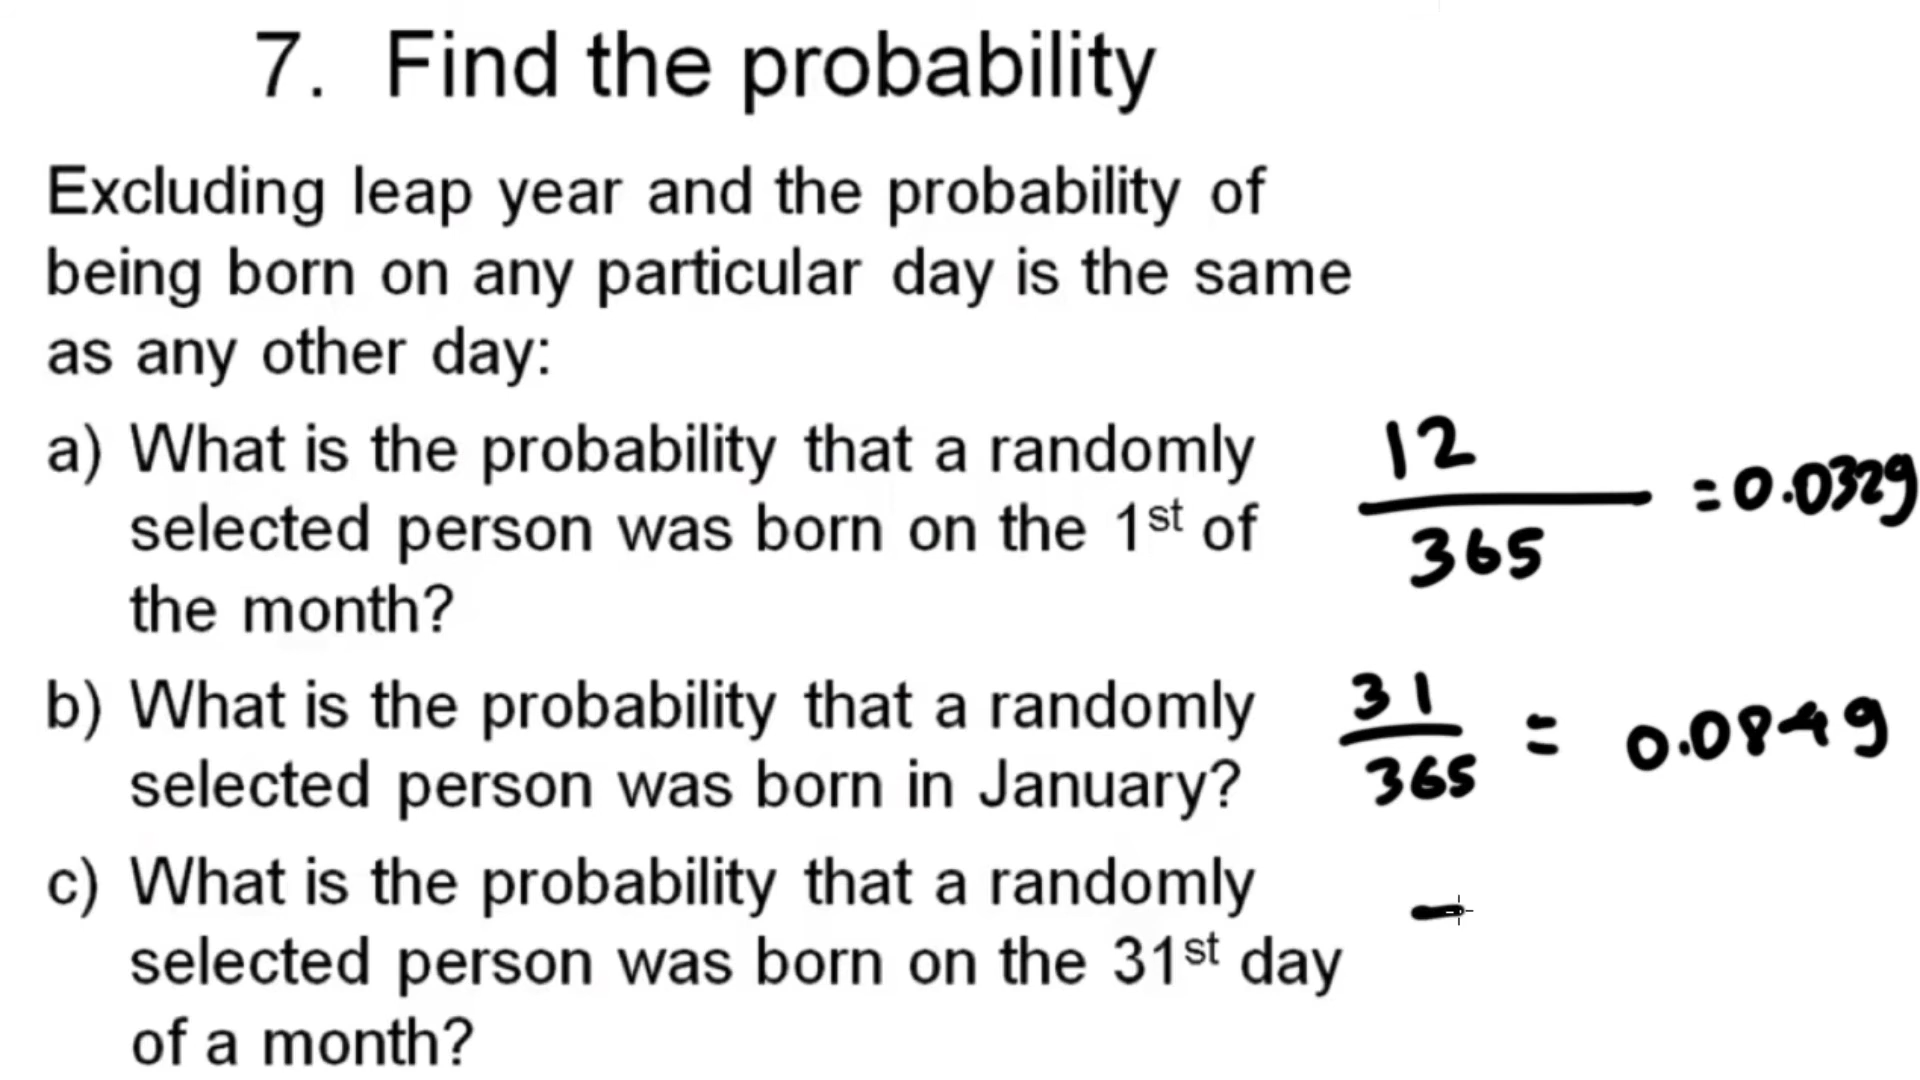 7. Find the probability
Excluding leap year and the probability of
being born on any particular day is the same
as any other day:
a) What is the probability that a randomly
selected person was born on the 1st of
the month?
12
365
=0.0329
b) What is the probability that a randomly
selected person was born in January?
31
365
= 0.0849
c) What is the probability that a randomly
selected person was born on the 31st day
of a month?